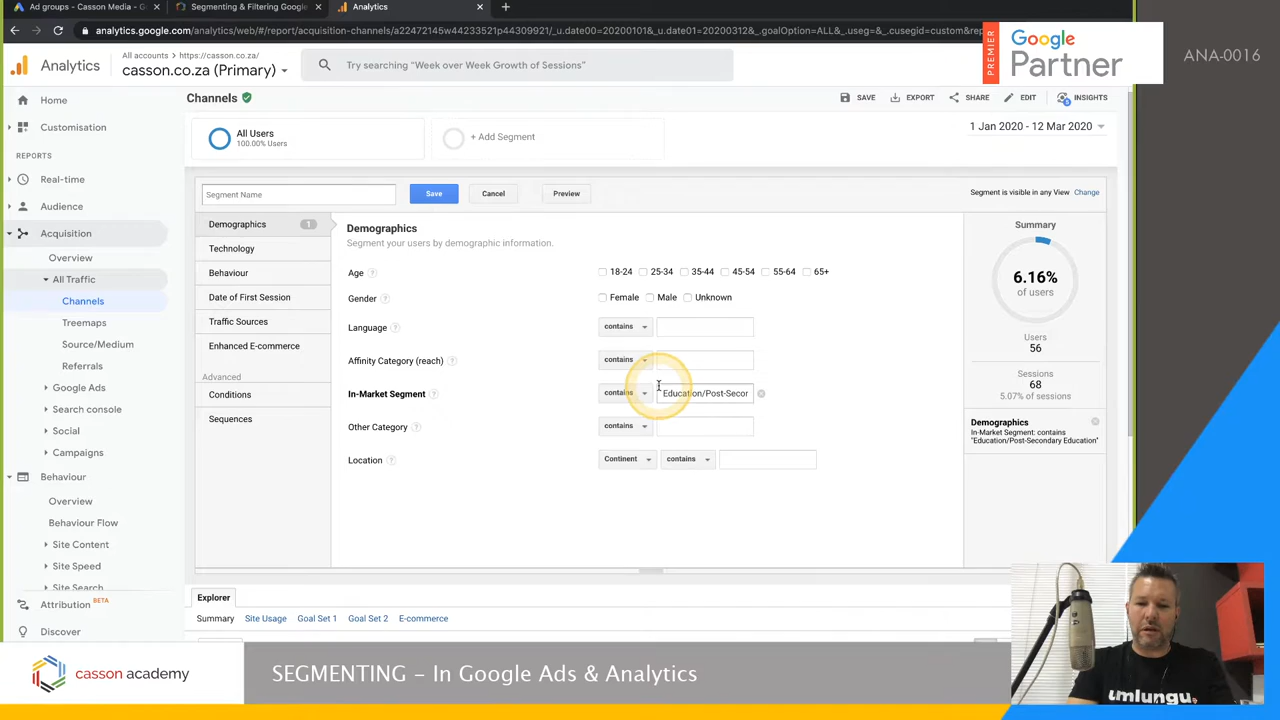 Ad groups - Casson Media - G
Segmenting & Filtering Google
Analytics
analytics.google.com/analytics/web/#/report/acquisition-channels/a22472145w44233521p44309921/_u.date00=20200101&_u.date01=20200312&_.goalOption=ALL&_.useg=&_.cusegid=custom&rep
PREMIER
Google
Partner
ANA-0016
Analytics
All accounts > https://casson.co.za/
casson.co.za (Primary)
Try searching "Week over Week Growth of Sessions"
Home
Customisation
REPORTS
Real-time
Audience
Acquisition
Overview
All Traffic
Channels
Treemaps
Source/Medium
Referrals
Google Ads
Search console
Social
Campaigns
Behaviour
Overview
Behaviour Flow
Site Content
Site Speed
Site Search
Attribution BETA
Discover
Channels
SAVE
EXPORT
SHARE
EDIT
INSIGHTS
All Users
100.00% Users
+ Add Segment
1 Jan 2020 - 12 Mar 2020
Segment Name
Save
Cancel
Preview
Segment is visible in any View Change
Demographics 1
Technology
Behaviour
Date of First Session
Traffic Sources
Enhanced E-commerce
Advanced
Conditions
Sequences
Demographics
Segment your users by demographic information.
Age ? 18-24 25-34 35-44 45-54 55-64 65+
Gender ? Female Male Unknown
Language ? contains
Affinity Category (reach) ? contains
In-Market Segment ? contains Education/Post-Secor
Other Category ? contains
Location ? Continent contains
Summary
6.16%
of users
Users
56
Sessions
68
5.07% of sessions
Demographics
In-Market Segment: contains
"Education/Post-Secondary Education"
Explorer
Summary Site Usage Goal Set Goal Set 2 E-commerce
casson academy
SEGMENTING – In Google Ads & Analytics
umlungu.